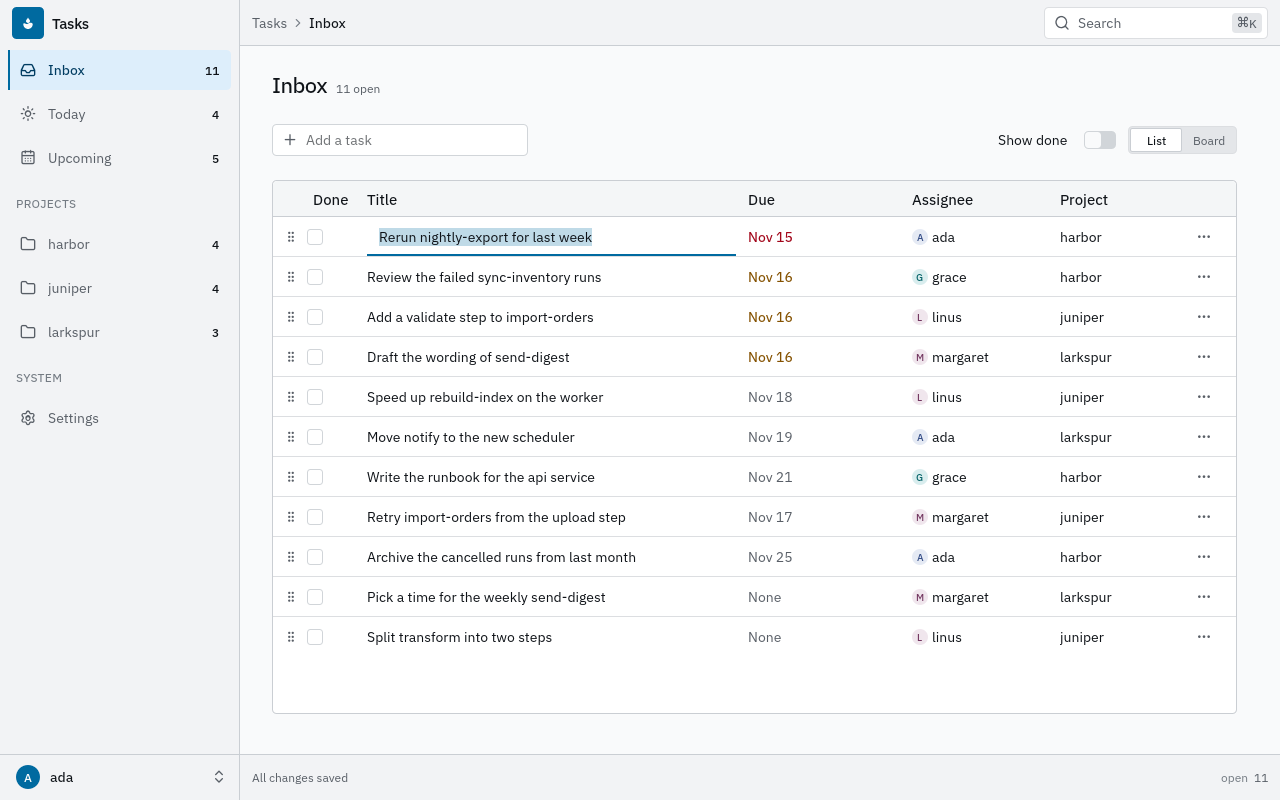 Tasks
Inbox 11
Today 4
Upcoming 5
PROJECTS
harbor 4
juniper 4
larkspur 3
SYSTEM
Settings
A ada
Tasks > Inbox
Search ⌘K
Inbox 11 open
Add a task
Show done List Board
Done Title Due Assignee Project
Rerun nightly-export for last week Nov 15 A ada harbor
Review the failed sync-inventory runs Nov 16 G grace harbor
Add a validate step to import-orders Nov 16 L linus juniper
Draft the wording of send-digest Nov 16 M margaret larkspur
Speed up rebuild-index on the worker Nov 18 L linus juniper
Move notify to the new scheduler Nov 19 A ada larkspur
Write the runbook for the api service Nov 21 G grace harbor
Retry import-orders from the upload step Nov 17 M margaret juniper
Archive the cancelled runs from last month Nov 25 A ada harbor
Pick a time for the weekly send-digest None M margaret larkspur
Split transform into two steps None L linus juniper
All changes saved open 11